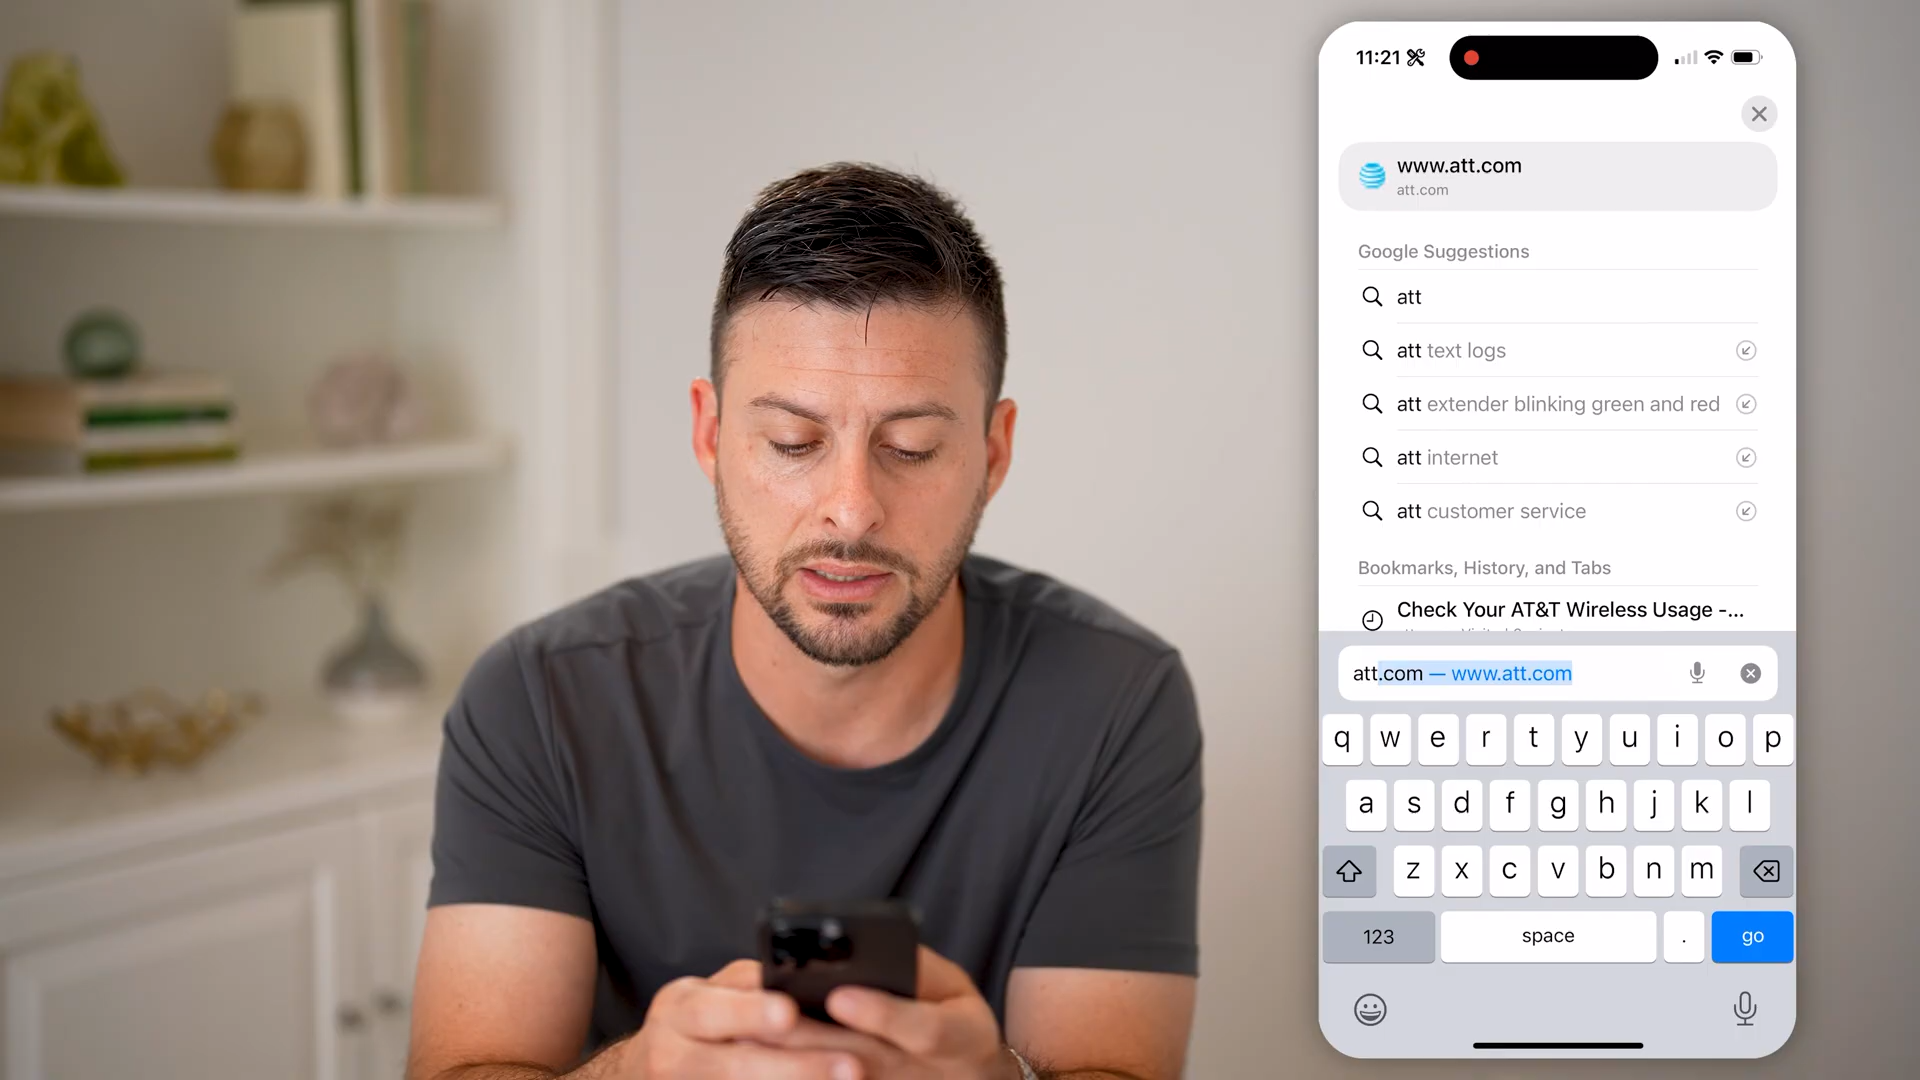 11:21
www.att.com
att.com
Google Suggestions
att
att text logs
att extender blinking green and red
att internet
att customer service
Bookmarks, History, and Tabs
Check Your AT&T Wireless Usage -...
att.com — www.att.com
q w e r t y u i o p
a s d f g h j k l
z x c v b n m
123 space . go